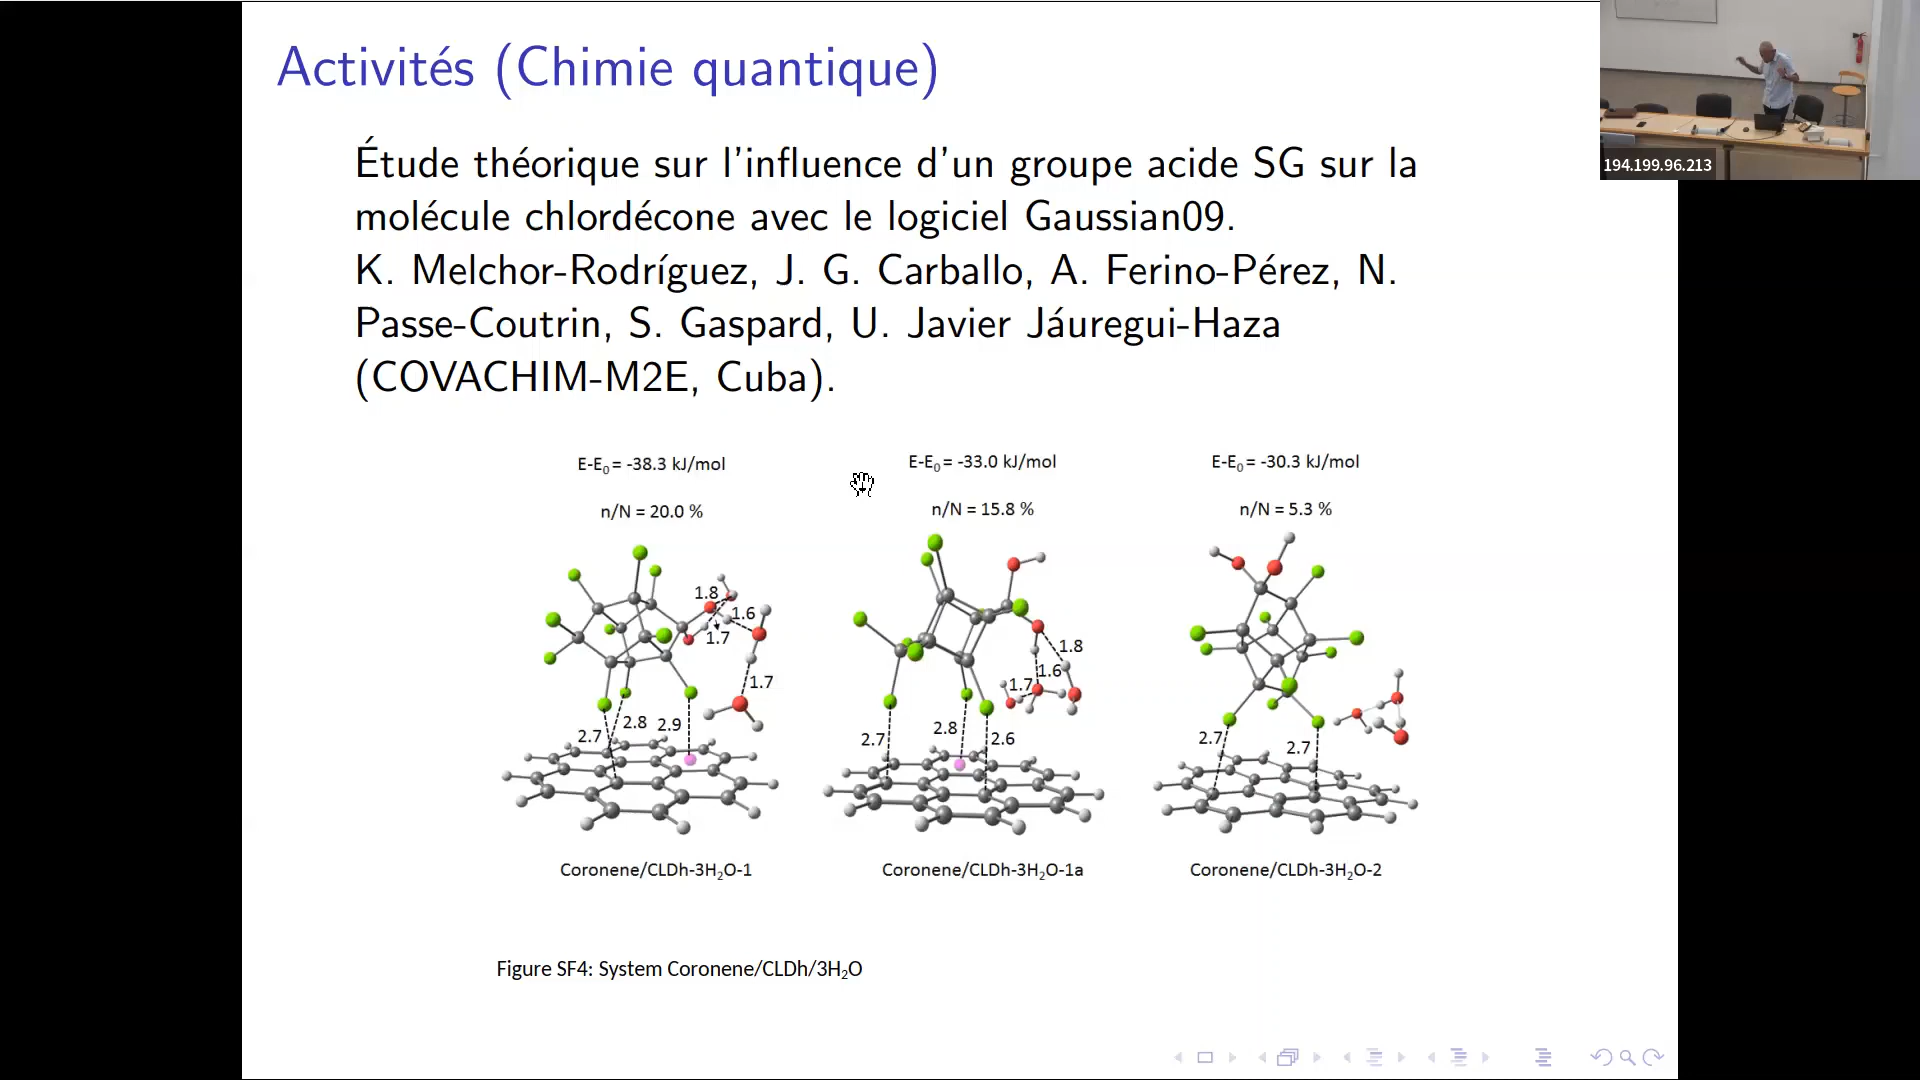 Activités (Chimie quantique)
194.199.96.213
Étude théorique sur l'influence d'un groupe acide SG sur la
molécule chlordécone avec le logiciel Gaussian09.
K. Melchor-Rodríguez, J. G. Carballo, A. Ferino-Pérez, N.
Passe-Coutrin, S. Gaspard, U. Javier Jáuregui-Haza
(COVACHIM-M2E, Cuba).
E-E₀= -38.3 kJ/mol
n/N = 20.0 %
1.8
1.6
1.7
1.7
2.7
2.8
2.9
Coronene/CLDh-3H₂O-1
E-E₀= -33.0 kJ/mol
n/N = 15.8 %
1.8
1.6
1.7
2.7
2.8
2.6
Coronene/CLDh-3H₂O-1a
E-E₀= -30.3 kJ/mol
n/N = 5.3 %
2.7
2.7
Coronene/CLDh-3H₂O-2
Figure SF4: System Coronene/CLDh/3H₂O